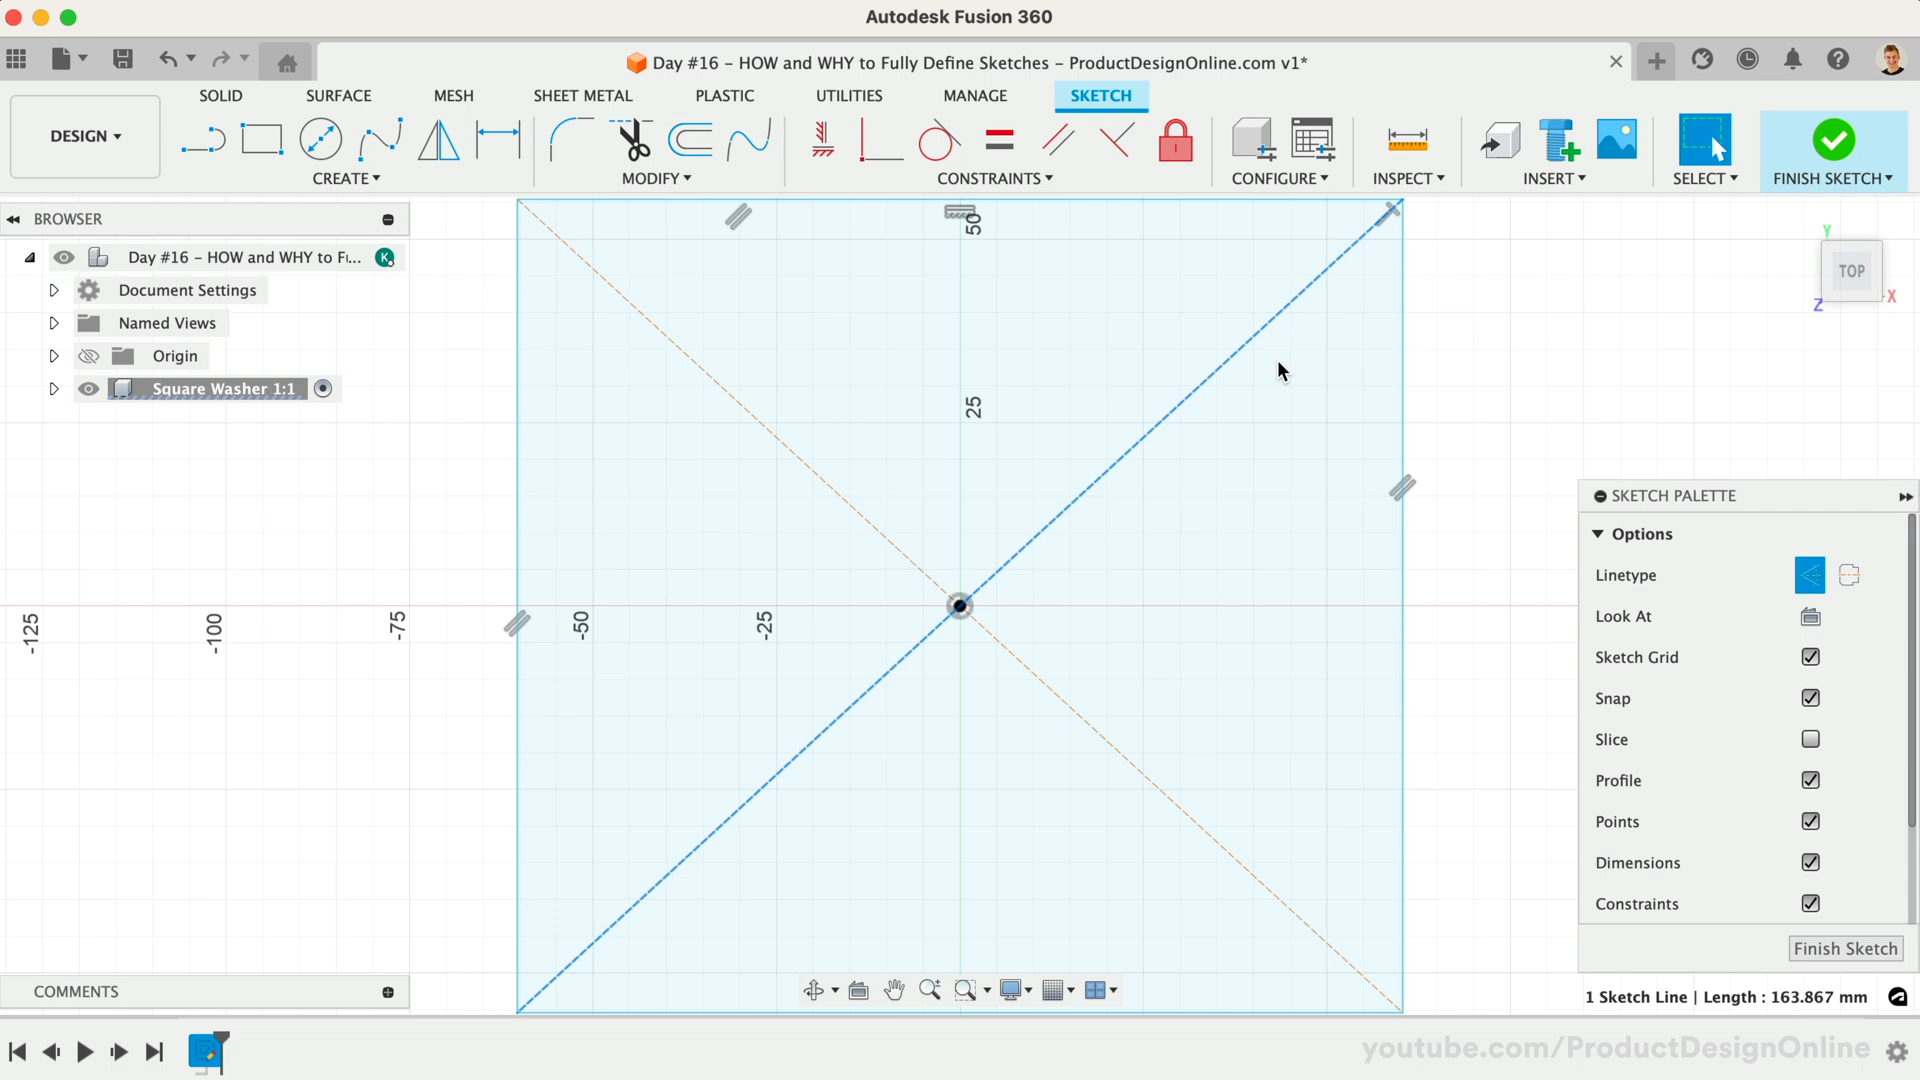 Autodesk Fusion 360
Day #16 – HOW and WHY to Fully Define Sketches – ProductDesignOnline.com v1*
SOLID SURFACE MESH SHEET METAL PLASTIC UTILITIES MANAGE SKETCH
DESIGN
CREATE MODIFY CONSTRAINTS CONFIGURE INSPECT INSERT SELECT FINISH SKETCH
BROWSER
Day #16 – HOW and WHY to Fu... K
Document Settings
Named Views
Origin
Square Washer 1:1
50
25
-125
-100
-75
-50
-25
Y
TOP
X
Z
SKETCH PALETTE
Options
Linetype
Look At
Sketch Grid
Snap
Slice
Profile
Points
Dimensions
Constraints
Finish Sketch
COMMENTS
1 Sketch Line | Length : 163.867 mm
youtube.com/ProductDesignOnline